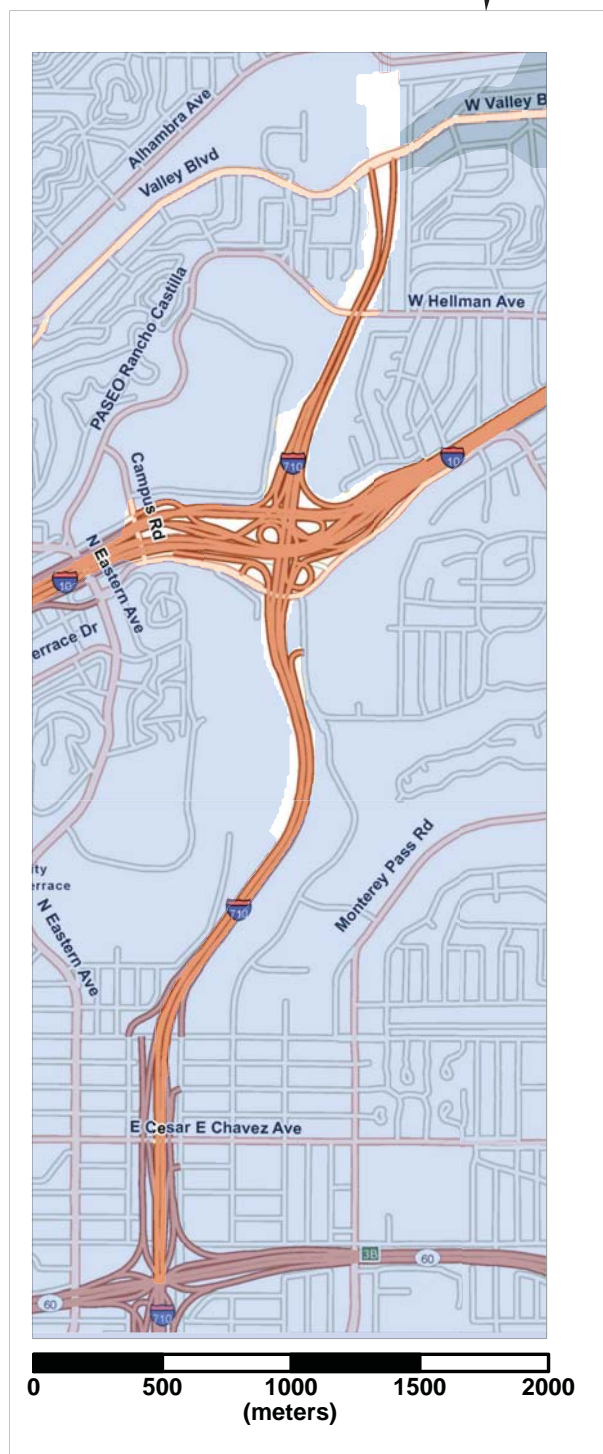 Alhambra Ave
W Valley B
Valley Blvd
PASEO Rancho Castilla
W Hellman Ave
710
10
Campus Rd
N Eastern Ave
10
errace Dr
Monterey Pass Rd
ity
errace
710
N Eastern Ave
E Cesar E Chavez Ave
3B
60
60
710
0 500 1000 1500 2000
(meters)